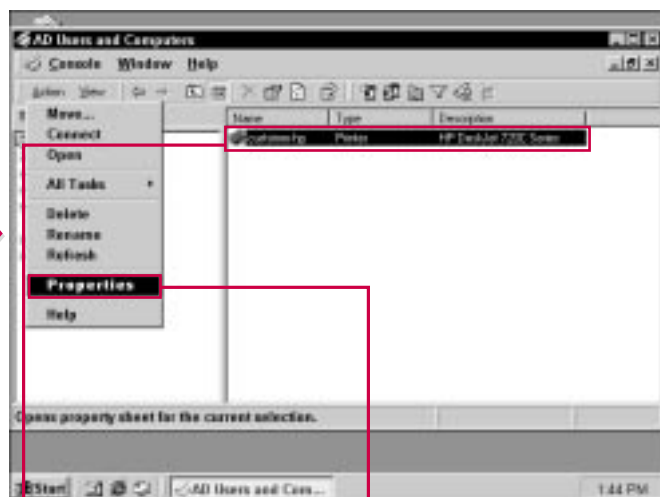 AD Users and Computers
Console Window Help
Action View
Move...
Connect
Open
All Tasks
Delete
Rename
Refresh
Properties
Help
Name Type Description
Printer HP DeskJet 720C Series
Opens property sheet for the current selection.
Start AD Users and Com... 1:44 PM